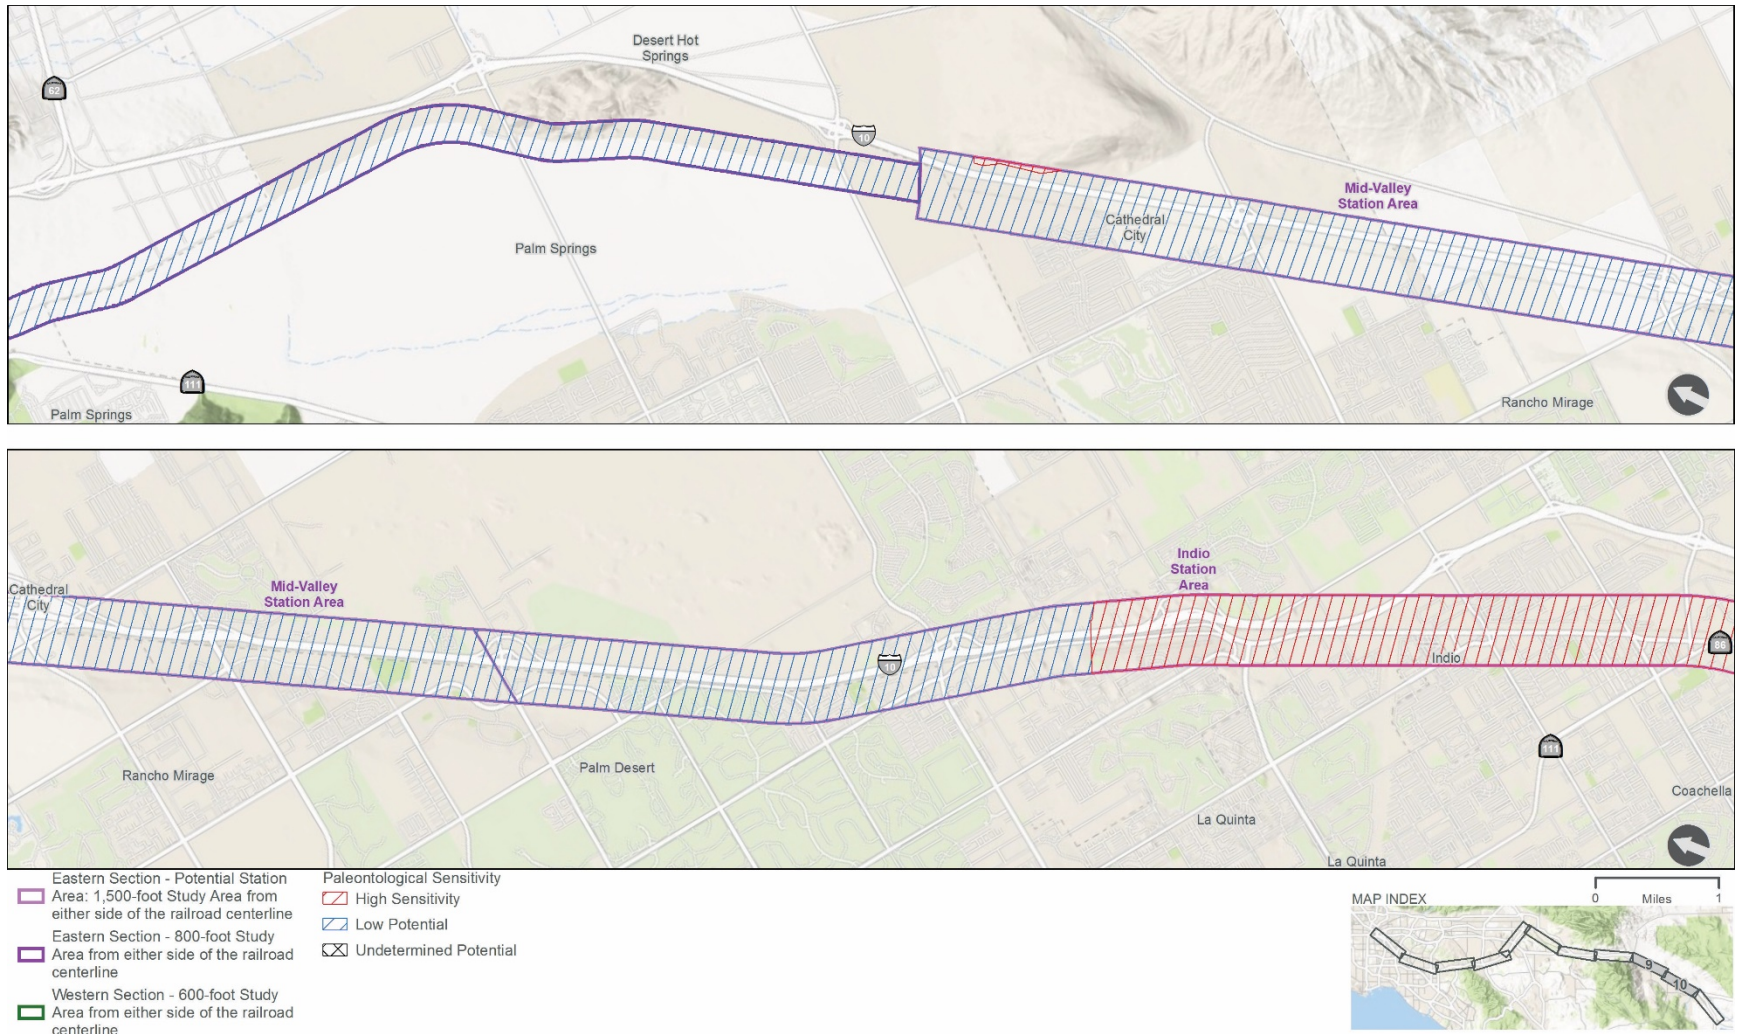 Desert Hot
Springs
62
10
Mid-Valley
Station Area
Cathedral
City
Palm Springs
111
Palm Springs
Rancho Mirage
Indio
Station
Area
Cathedral
City
Mid-Valley
Station Area
10
86
Indio
111
Rancho Mirage
Palm Desert
Coachella
La Quinta
La Quinta
Eastern Section - Potential Station
Area: 1,500-foot Study Area from
either side of the railroad centerline
Eastern Section - 800-foot Study
Area from either side of the railroad
centerline
Western Section - 600-foot Study
Area from either side of the railroad
centerline
Paleontological Sensitivity
High Sensitivity
Low Potential
Undetermined Potential
MAP INDEX
0 Miles 1
9
10